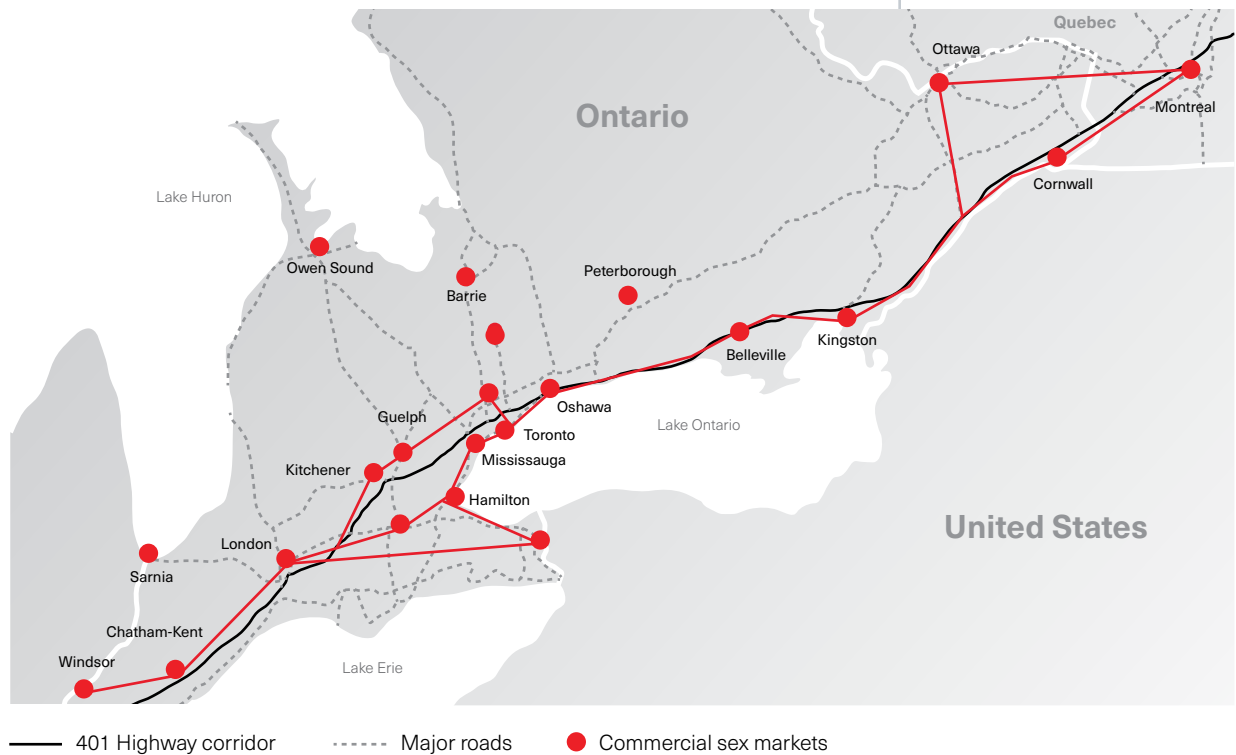 Quebec
Ottawa
Ontario
Montreal
Cornwall
Lake Huron
Owen Sound
Barrie
Peterborough
Belleville
Kingston
Guelph
Oshawa
Toronto
Lake Ontario
Mississauga
Kitchener
Hamilton
United States
London
Sarnia
Chatham-Kent
Windsor
Lake Erie
401 Highway corridor
Major roads
Commercial sex markets